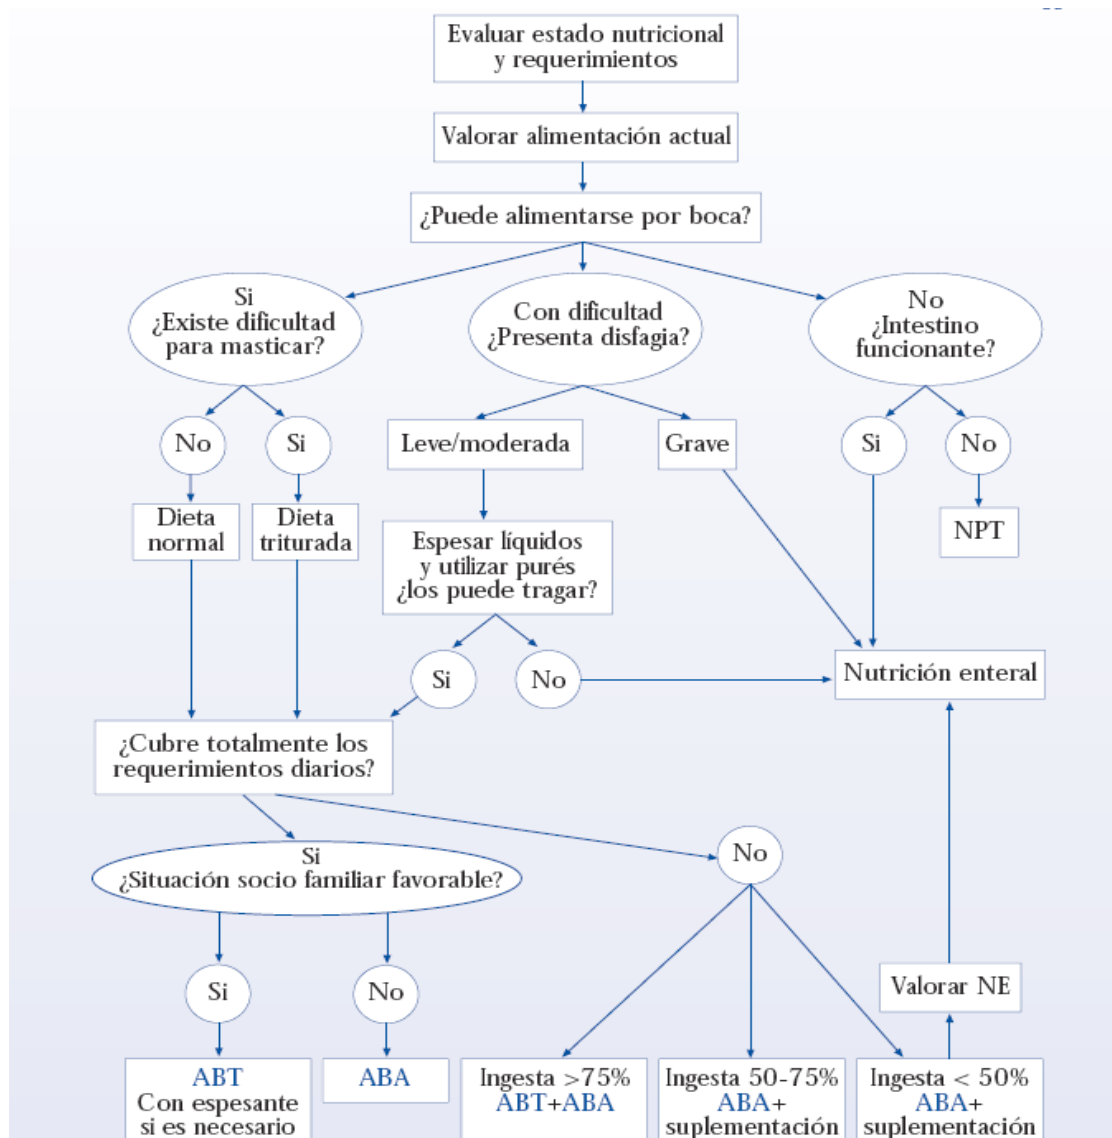 Evaluar estado nutricional
y requerimientos
Valorar alimentación actual
¿Puede alimentarse por boca?
Si
¿Existe dificultad
para masticar?
Con dificultad
¿Presenta disfagia?
No
¿Intestino
funcionante?
No
Si
Leve/moderada
Grave
Si
No
Dieta
normal
Dieta
triturada
Espesar líquidos
y utilizar purés
¿los puede tragar?
NPT
Si
No
Nutrición enteral
¿Cubre totalmente los
requerimientos diarios?
Si
¿Situación socio familiar favorable?
No
Si
No
Valorar NE
ABT
Con espesante
si es necesario
ABA
Ingesta >75%
ABT+ABA
Ingesta 50-75%
ABA+
suplementación
Ingesta < 50%
ABA+
suplementación